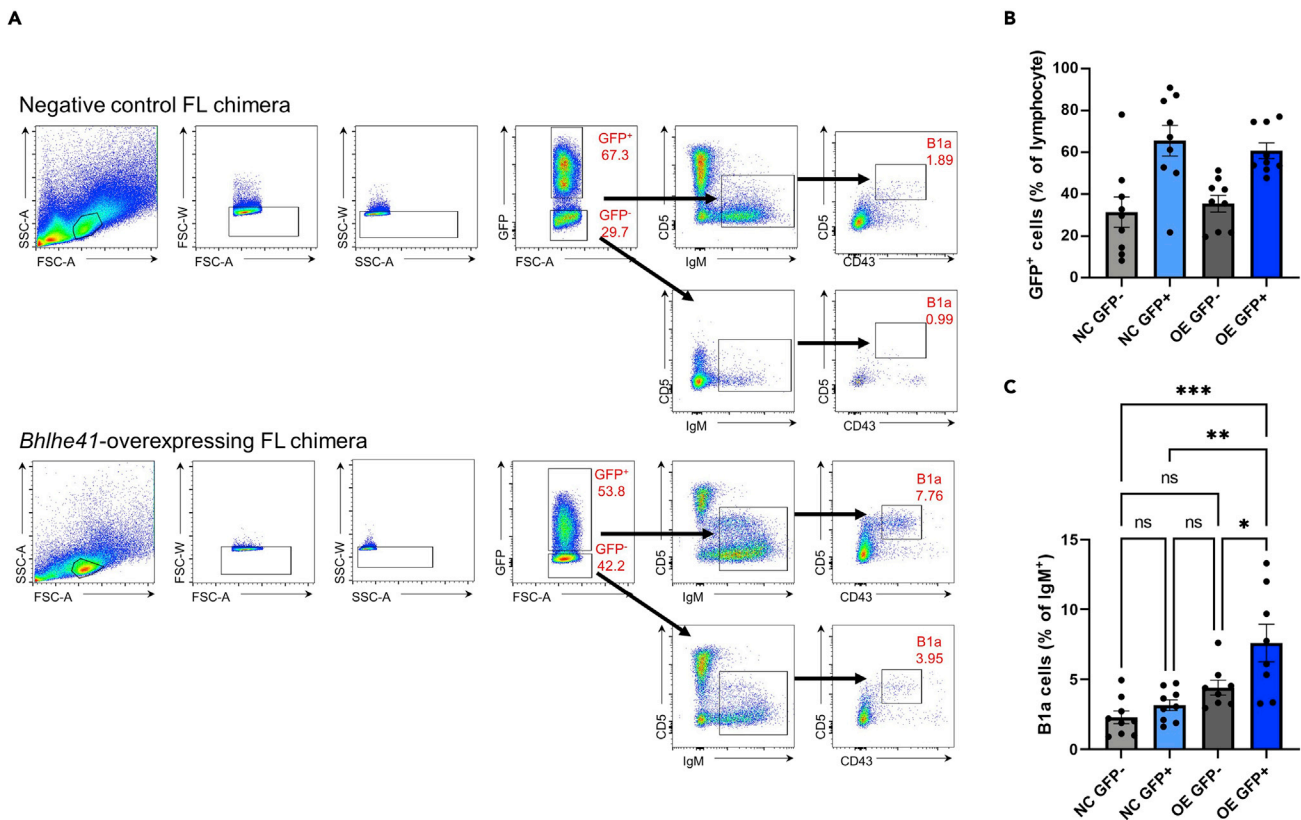 A
Negative control FL chimera
SSC-A
FSC-A
FSC-W
FSC-A
SSC-W
SSC-A
GFP
GFP⁺
67.3
GFP⁻
29.7
FSC-A
CD5
IgM
B1a
1.89
CD5
CD43
CD5
IgM
B1a
0.99
CD5
CD43
Bhlhe41-overexpressing FL chimera
SSC-A
FSC-A
FSC-W
FSC-A
SSC-W
SSC-A
GFP
GFP⁺
53.8
GFP⁻
42.2
FSC-A
CD5
IgM
B1a
7.76
CD5
CD43
CD5
IgM
B1a
3.95
CD5
CD43
B
GFP⁺ cells (% of lymphocyte)
100
80
60
40
20
0
NC GFP-
NC GFP+
OE GFP-
OE GFP+
C
***
**
ns
ns
ns
*
B1a cells (% of IgM⁺)
15
10
5
0
NC GFP-
NC GFP+
OE GFP-
OE GFP+